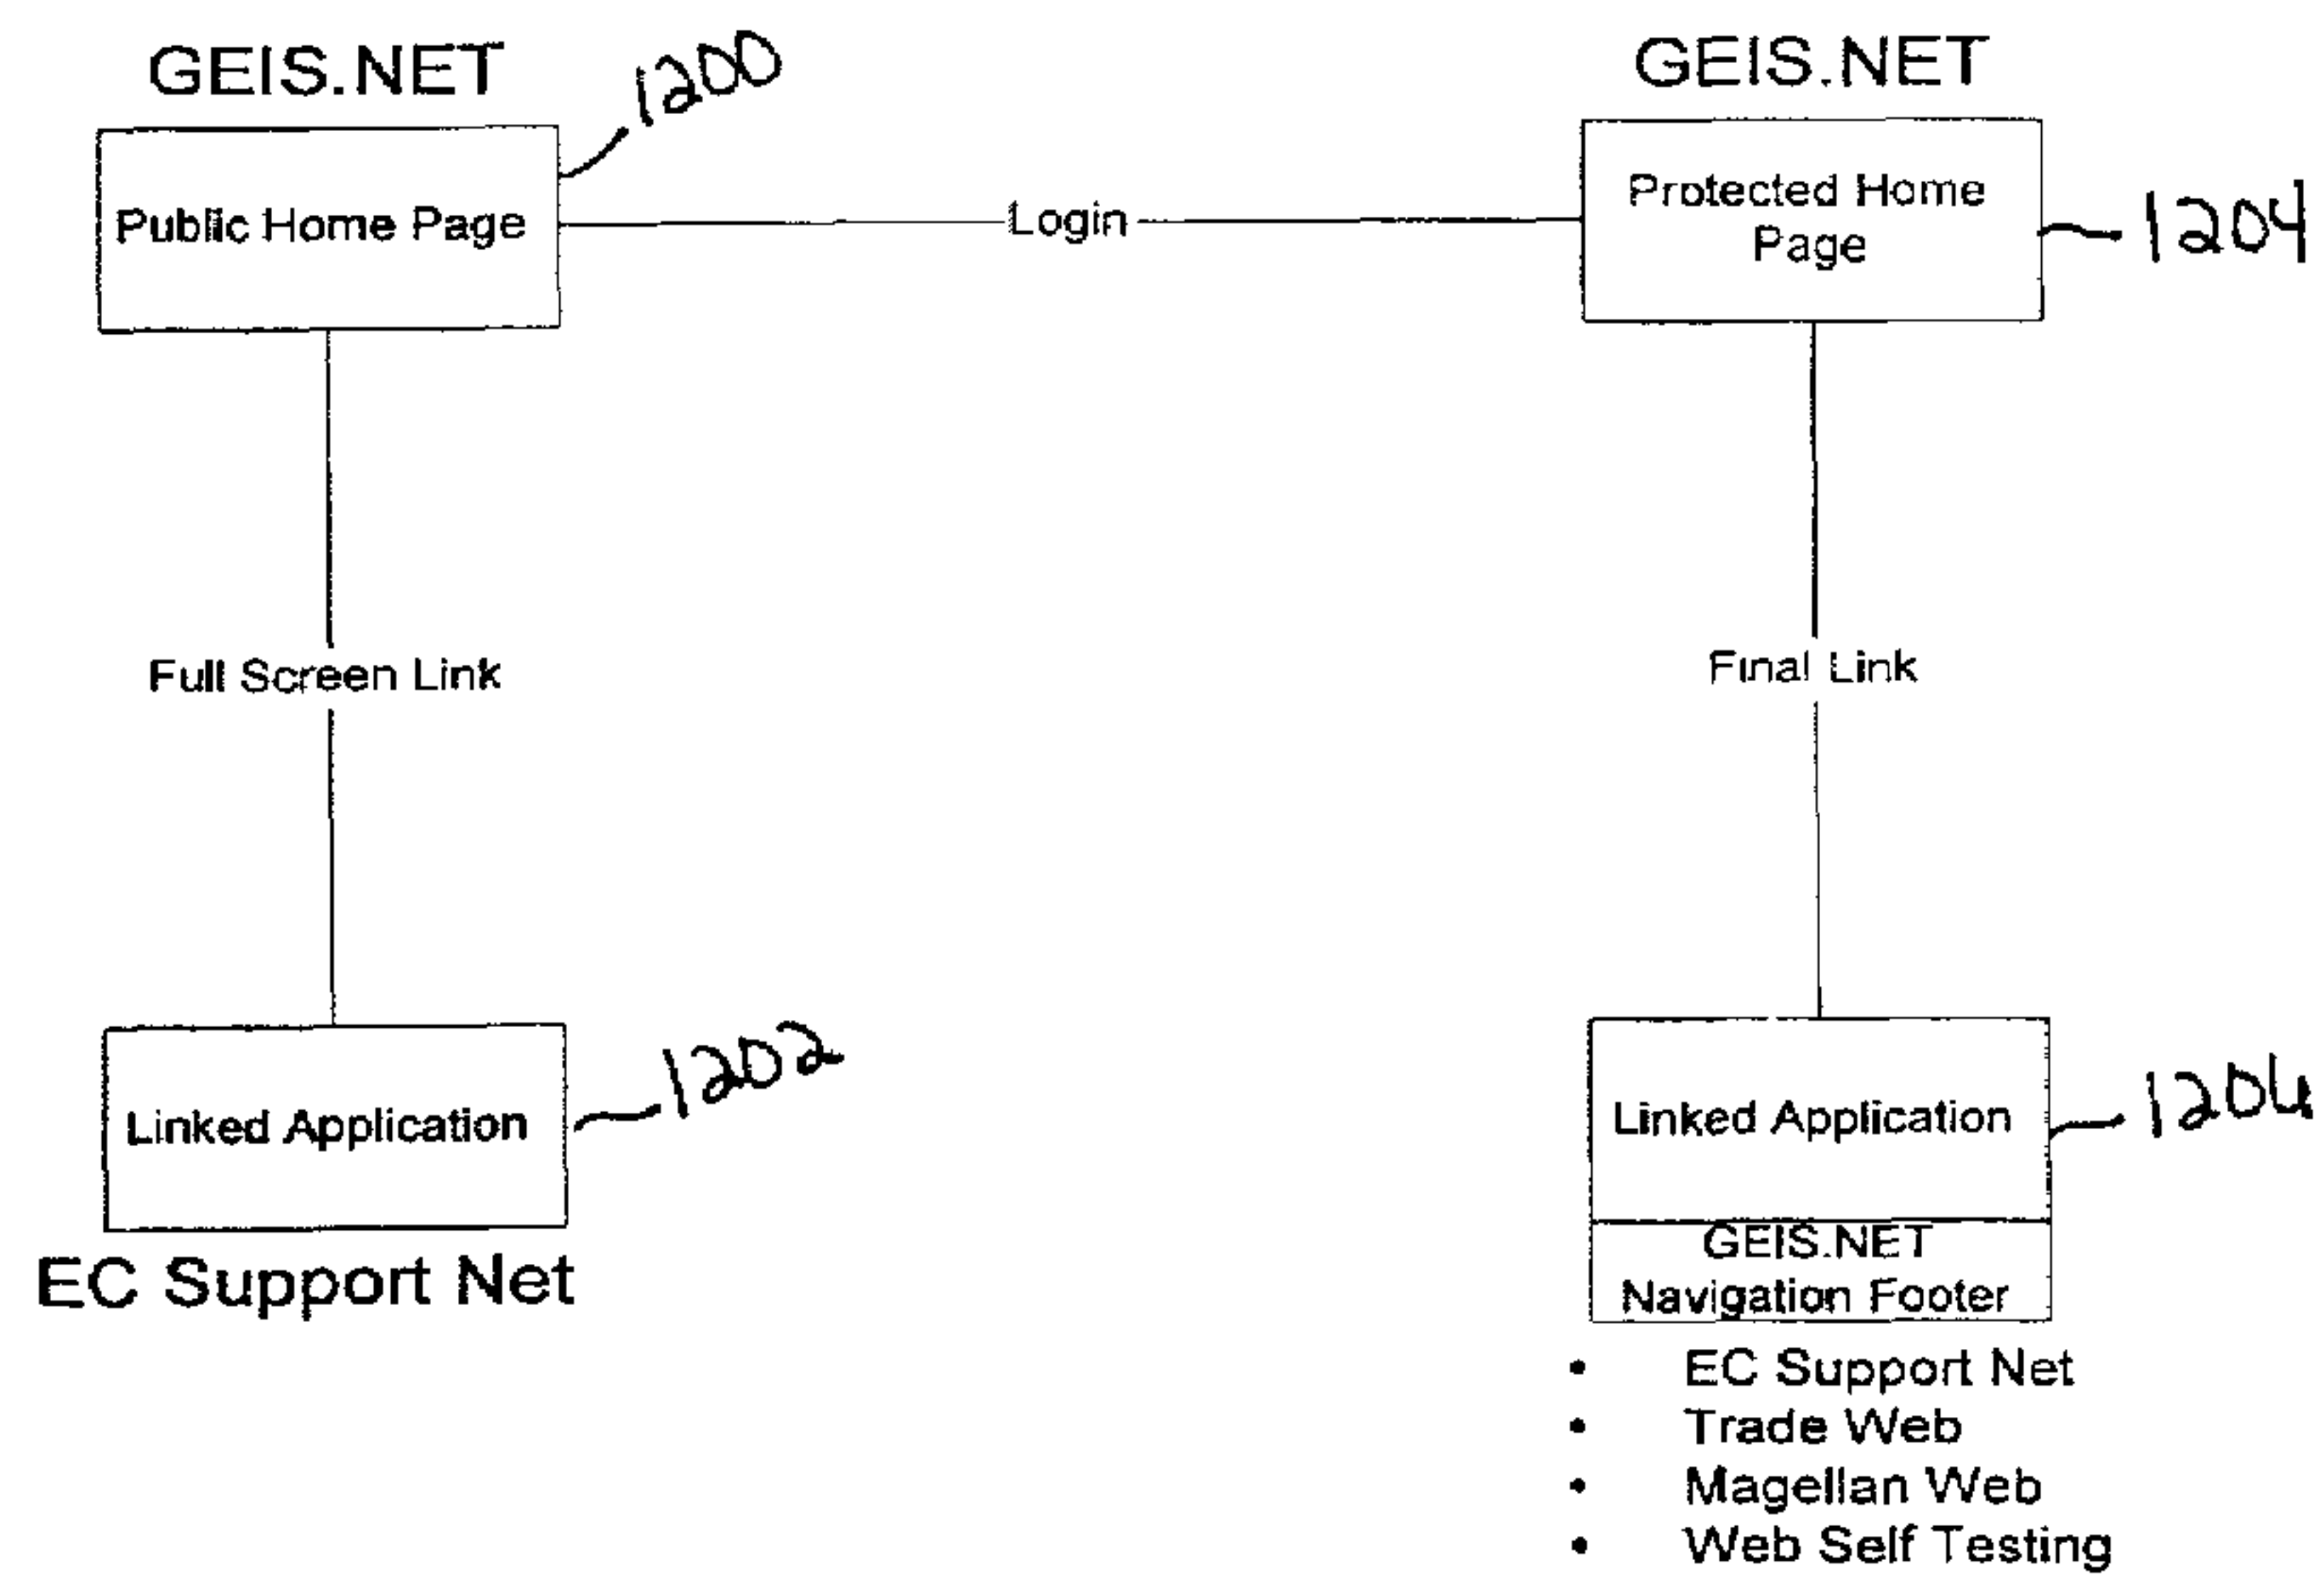 GEIS.NET
1200
Public Home Page
Login
GEIS.NET
Protected Home
Page
1204
Full Screen Link
Final Link
Linked Application
1202
EC Support Net
Linked Application
1206
GEIS.NET
Navigation Footer
• EC Support Net
• Trade Web
• Magellan Web
• Web Self Testing